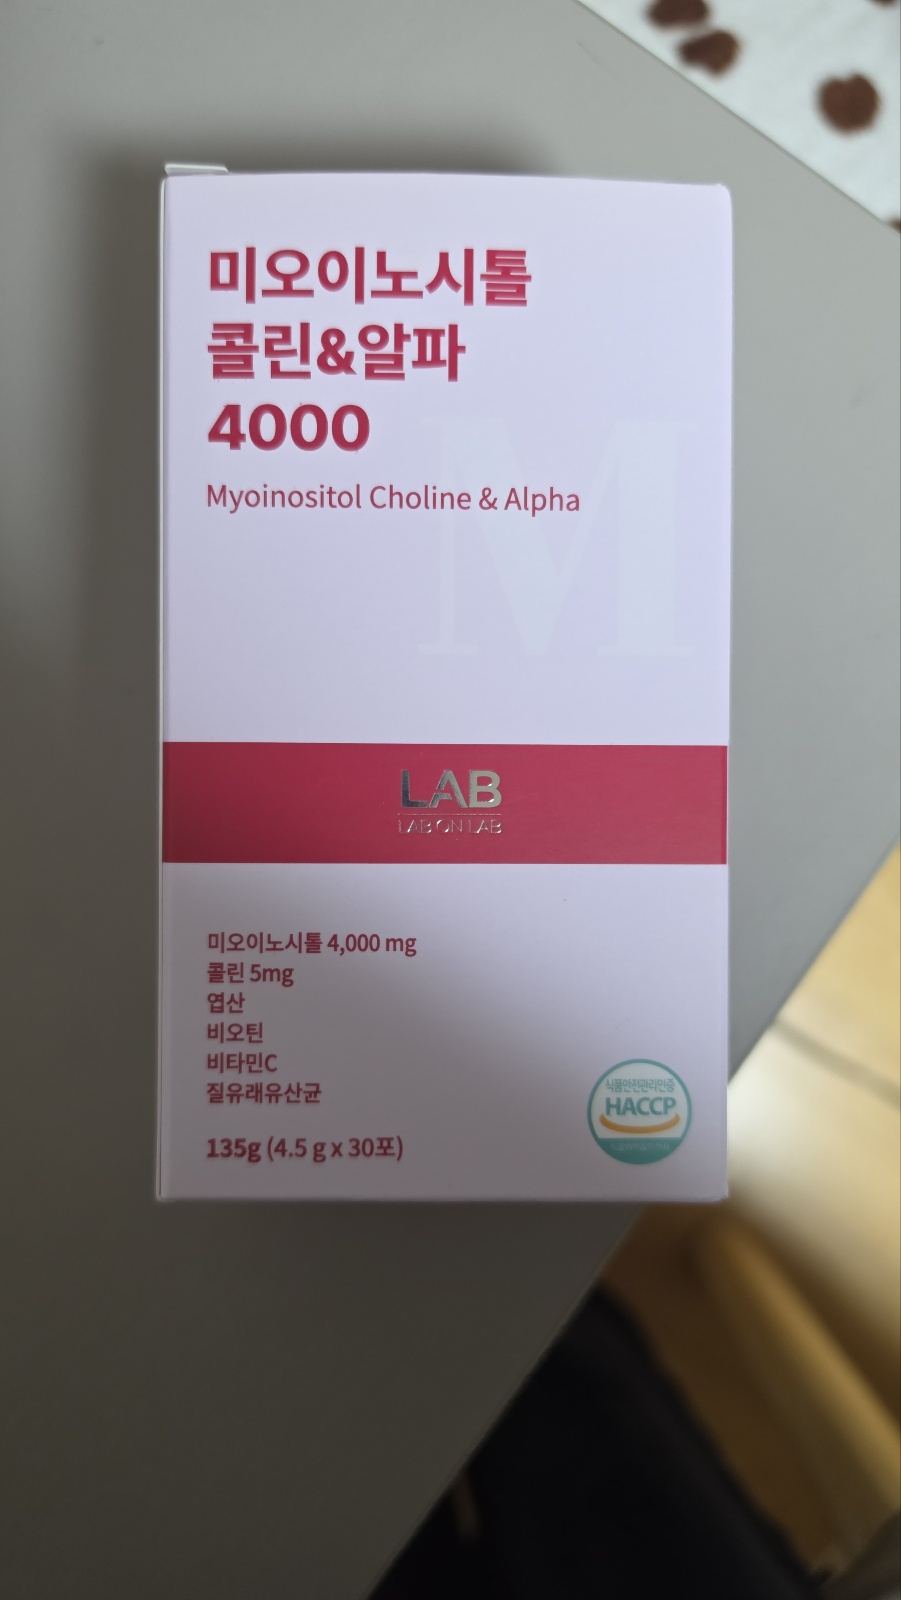 미오이노시톨
콜린&알파
4000
Myoinositol Choline & Alpha
M
LAB
LAB ON LAB
미오이노시톨 4,000 mg
콜린 5mg
엽산
비오틴
비타민C
질유래유산균
135g (4.5 g x 30포)
식품안전관리인증
HACCP